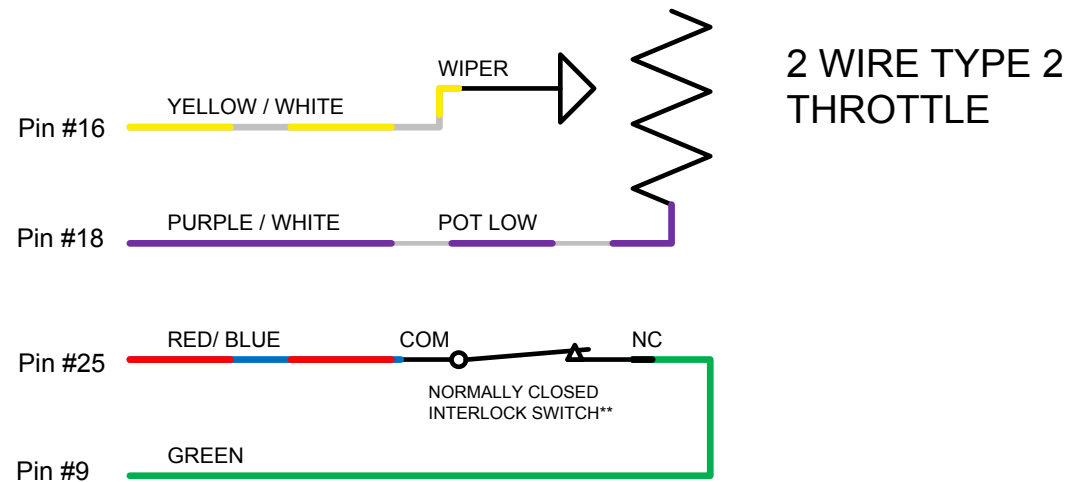 2 WIRE TYPE 2
THROTTLE
WIPER
YELLOW / WHITE
Pin #16
PURPLE / WHITE
POT LOW
Pin #18
RED/ BLUE
COM
NC
Pin #25
NORMALLY CLOSED
INTERLOCK SWITCH**
GREEN
Pin #9